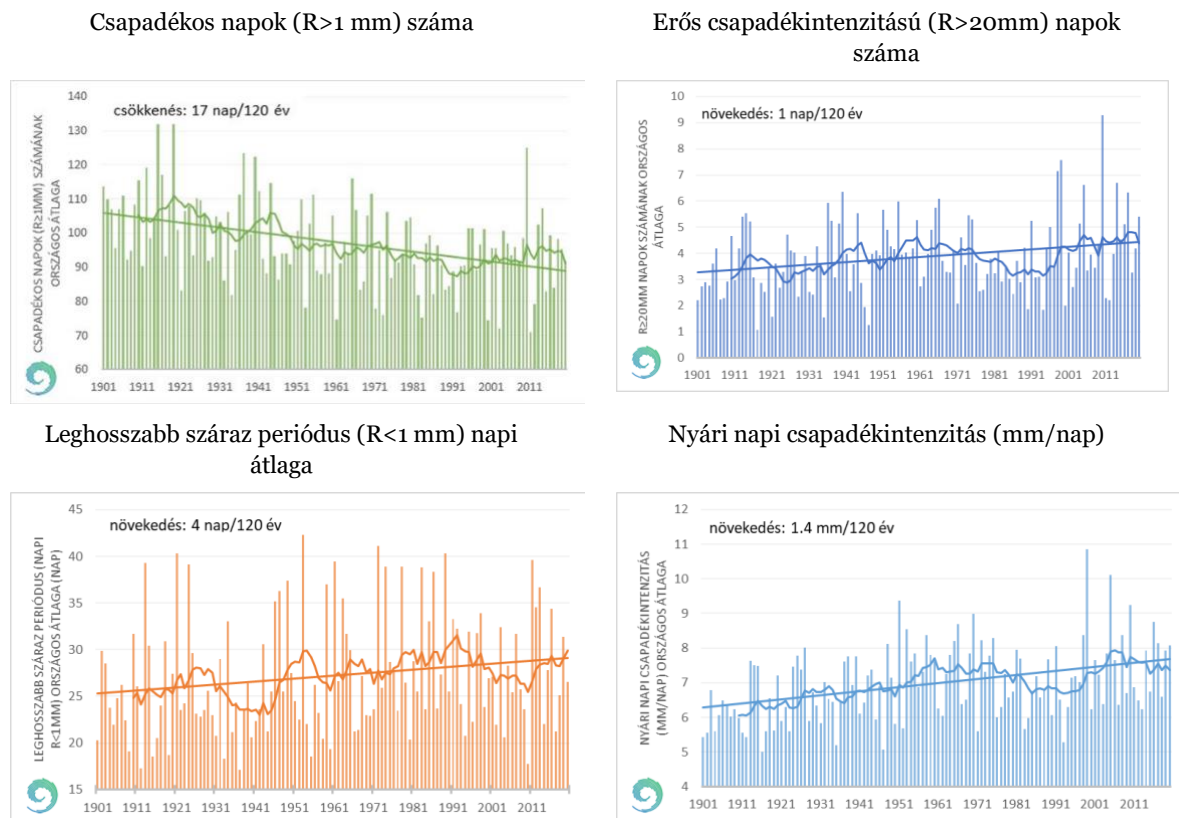 Csapadékos napok (R>1 mm) száma
Erős csapadékintenzitású (R>20mm) napok
száma
CSAPADÉKOS NAPOK (R≥1MM) SZÁMÁNAK
ORSZÁGOS ÁTLAGA
csökkenés: 17 nap/120 év
140
130
120
110
100
90
80
70
60
1901 1911 1921 1931 1941 1951 1961 1971 1981 1991 2001 2011
R≥20MM NAPOK SZÁMÁNAK ORSZÁGOS
ÁTLAGA
növekedés: 1 nap/120 év
10
9
8
7
6
5
4
3
2
1
0
1901 1911 1921 1931 1941 1951 1961 1971 1981 1991 2001 2011
Leghosszabb száraz periódus (R<1 mm) napi
átlaga
Nyári napi csapadékintenzitás (mm/nap)
LEGHOSSZABB SZÁRAZ PERIÓDUS (NAPI
R<1MM) ORSZÁGOS ÁTLAGA (NAP)
növekedés: 4 nap/120 év
45
40
35
30
25
20
15
1901 1911 1921 1931 1941 1951 1961 1971 1981 1991 2001 2011
NYÁRI NAPI CSAPADÉKINTENZITÁS
(MM/NAP) ORSZÁGOS ÁTLAGA
növekedés: 1.4 mm/120 év
12
11
10
9
8
7
6
5
4
1901 1911 1921 1931 1941 1951 1961 1971 1981 1991 2001 2011